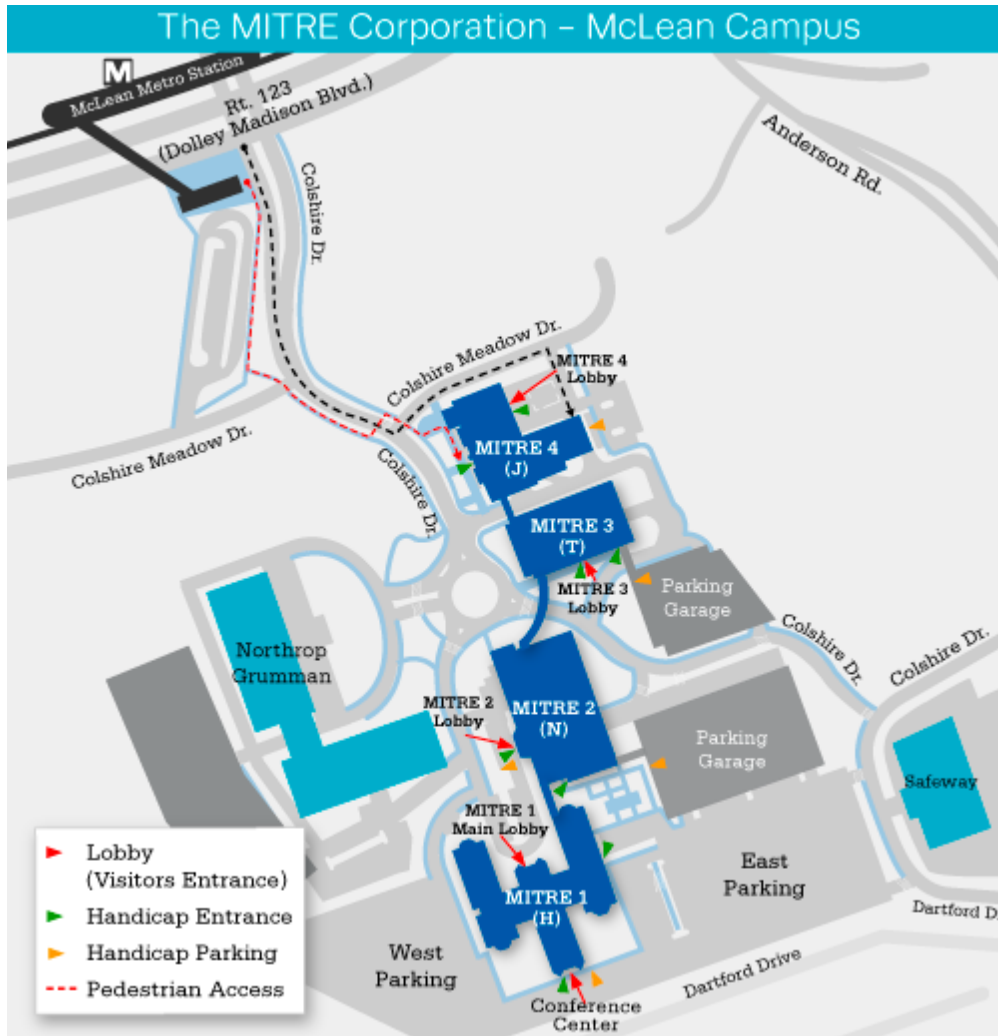 The MITRE Corporation – McLean Campus
M
McLean Metro Station
Rt. 123
(Dolley Madison Blvd.)
Anderson Rd.
Colshire Dr.
Colshire Meadow Dr.
MITRE 4
Lobby
Colshire Meadow Dr.
MITRE 4
(J)
Colshire Dr.
MITRE 3
(T)
MITRE 3
Lobby
Parking
Garage
Northrop
Grumman
Colshire Dr.
Colshire Dr.
MITRE 2
Lobby
MITRE 2
(N)
Parking
Garage
Safeway
MITRE 1
Main Lobby
MITRE 1
(H)
East
Parking
Dartford D
West
Parking
Dartford Drive
Conference
Center
Lobby
(Visitors Entrance)
Handicap Entrance
Handicap Parking
Pedestrian Access